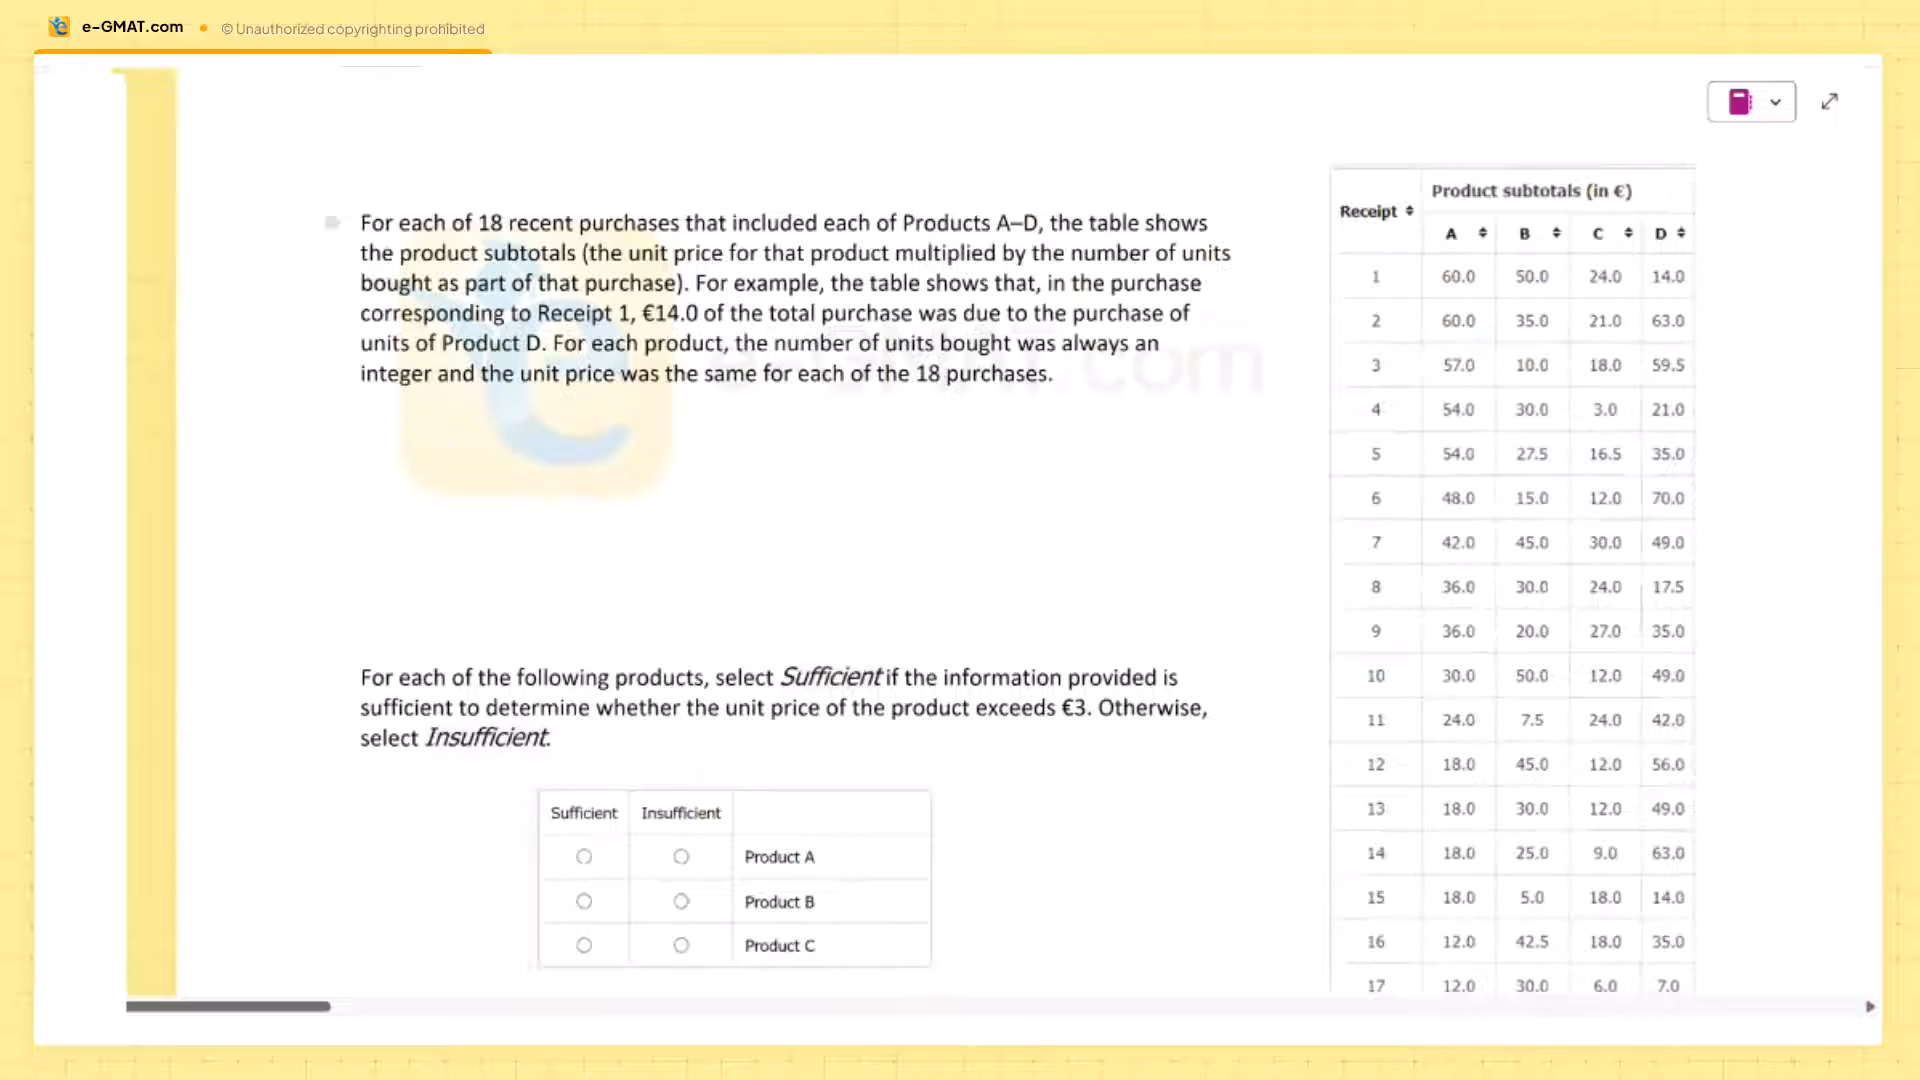 e-GMAT.com
© Unauthorized copyrighting prohibited
For each of 18 recent purchases that included each of Products A–D, the table shows
the product subtotals (the unit price for that product multiplied by the number of units
bought as part of that purchase). For example, the table shows that, in the purchase
corresponding to Receipt 1, €14.0 of the total purchase was due to the purchase of
units of Product D. For each product, the number of units bought was always an
integer and the unit price was the same for each of the 18 purchases.
e-GMAT.com
For each of the following products, select Sufficient if the information provided is
sufficient to determine whether the unit price of the product exceeds €3. Otherwise,
select Insufficient.
Sufficient Insufficient
Product A
Product B
Product C
Receipt Product subtotals (in €)
A B C D
1 60.0 50.0 24.0 14.0
2 60.0 35.0 21.0 63.0
3 57.0 10.0 18.0 59.5
4 54.0 30.0 3.0 21.0
5 54.0 27.5 16.5 35.0
6 48.0 15.0 12.0 70.0
7 42.0 45.0 30.0 49.0
8 36.0 30.0 24.0 17.5
9 36.0 20.0 27.0 35.0
10 30.0 50.0 12.0 49.0
11 24.0 7.5 24.0 42.0
12 18.0 45.0 12.0 56.0
13 18.0 30.0 12.0 49.0
14 18.0 25.0 9.0 63.0
15 18.0 5.0 18.0 14.0
16 12.0 42.5 18.0 35.0
17 12.0 30.0 6.0 7.0